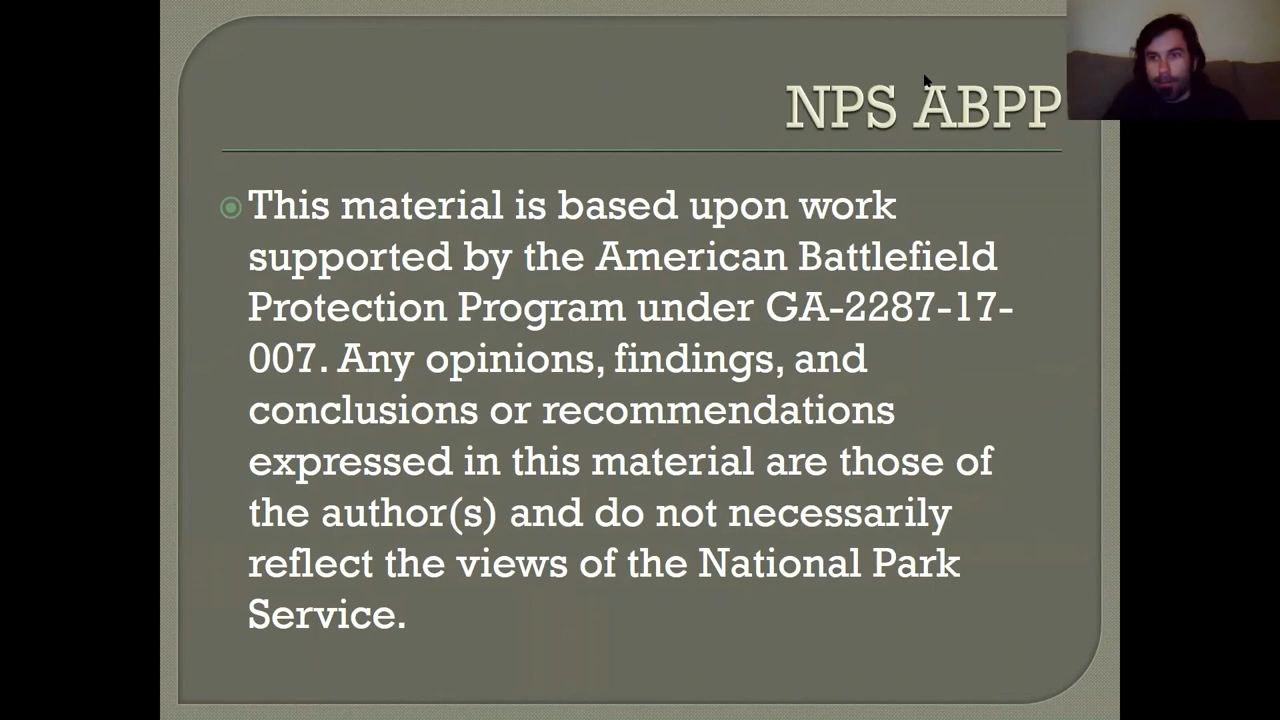 NPS ABPP
This material is based upon work
supported by the American Battlefield
Protection Program under GA-2287-17-
007. Any opinions, findings, and
conclusions or recommendations
expressed in this material are those of
the author(s) and do not necessarily
reflect the views of the National Park
Service.